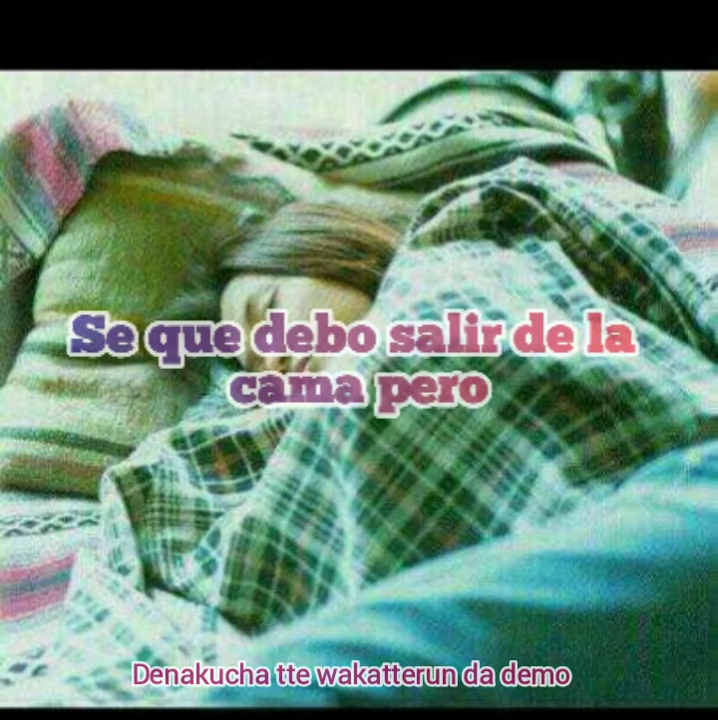 Se que debo salir de la
cama pero
Denakucha tte wakatterun da demo